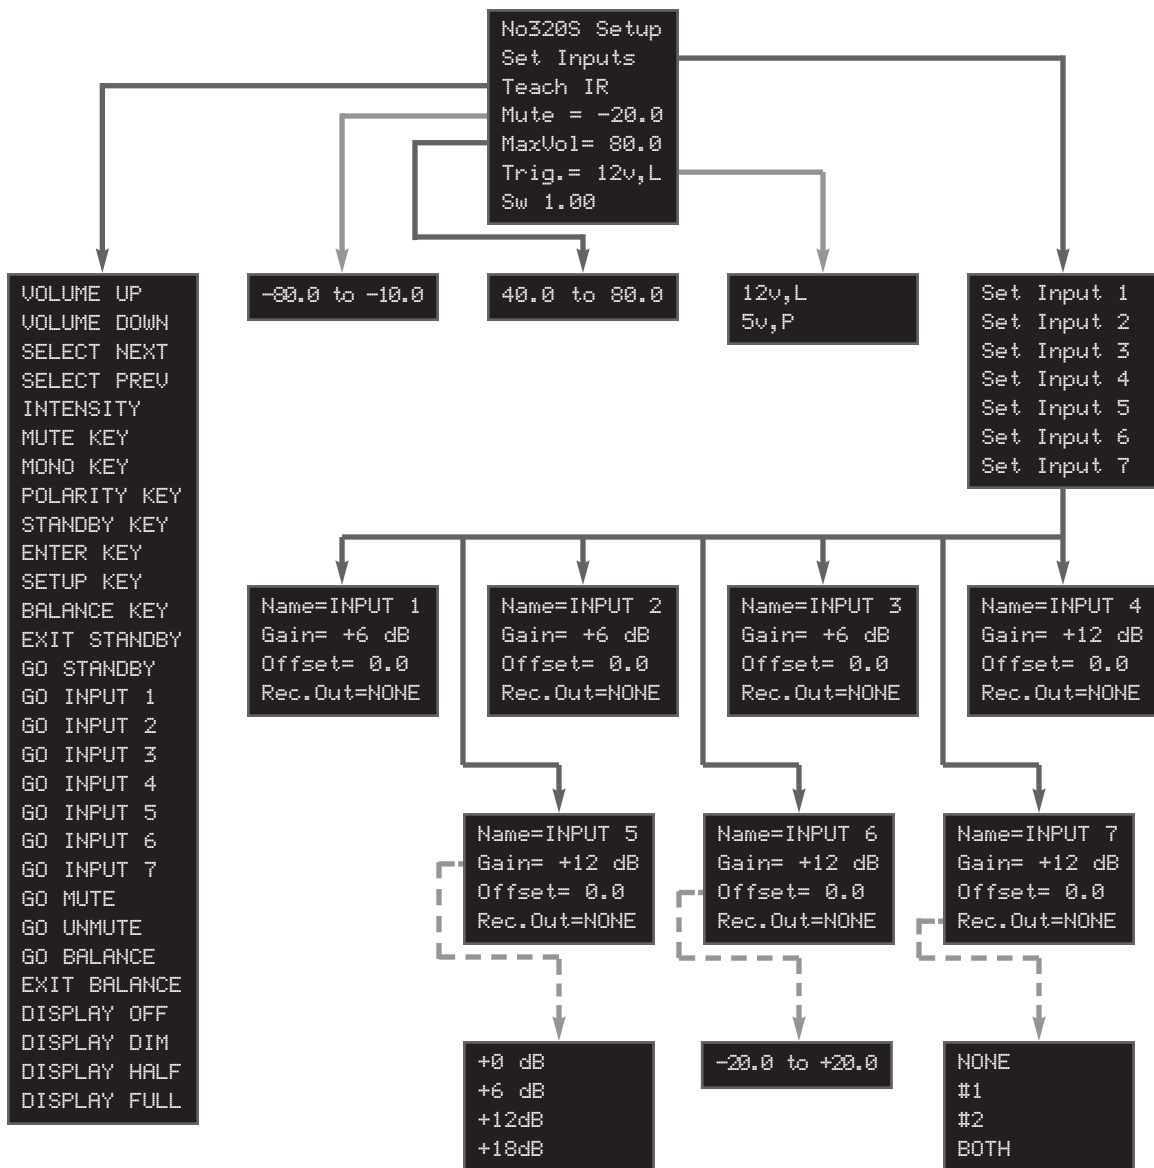 No320S Setup
Set Inputs
Teach IR
Mute = -20.0
MaxVol= 80.0
Trig.= 12v,L
Sw 1.00
VOLUME UP
VOLUME DOWN
SELECT NEXT
SELECT PREV
INTENSITY
MUTE KEY
MONO KEY
POLARITY KEY
STANDBY KEY
ENTER KEY
SETUP KEY
BALANCE KEY
EXIT STANDBY
GO STANDBY
GO INPUT 1
GO INPUT 2
GO INPUT 3
GO INPUT 4
GO INPUT 5
GO INPUT 6
GO INPUT 7
GO MUTE
GO UNMUTE
GO BALANCE
EXIT BALANCE
DISPLAY OFF
DISPLAY DIM
DISPLAY HALF
DISPLAY FULL
-80.0 to -10.0
40.0 to 80.0
12v,L
5v,P
Set Input 1
Set Input 2
Set Input 3
Set Input 4
Set Input 5
Set Input 6
Set Input 7
Name=INPUT 1
Gain= +6 dB
Offset= 0.0
Rec.Out=NONE
Name=INPUT 2
Gain= +6 dB
Offset= 0.0
Rec.Out=NONE
Name=INPUT 3
Gain= +6 dB
Offset= 0.0
Rec.Out=NONE
Name=INPUT 4
Gain= +12 dB
Offset= 0.0
Rec.Out=NONE
Name=INPUT 5
Gain= +12 dB
Offset= 0.0
Rec.Out=NONE
Name=INPUT 6
Gain= +12 dB
Offset= 0.0
Rec.Out=NONE
Name=INPUT 7
Gain= +12 dB
Offset= 0.0
Rec.Out=NONE
+0 dB
+6 dB
+12dB
+18dB
-20.0 to +20.0
NONE
#1
#2
BOTH